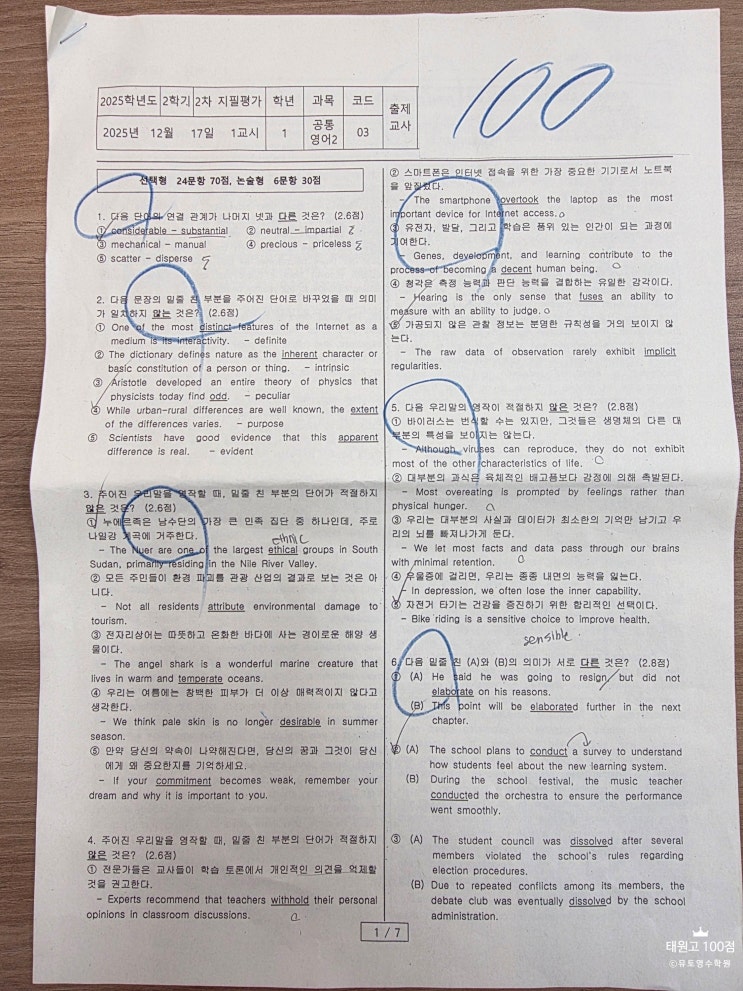 100
2025학년도 2학기 2차 지필평가 학년 과목 코드 출제 교사
2025년 12월 17일 1교시 1 공통 영어2 03
선택형 24문항 70점, 논술형 6문항 30점
1. 다음 단어의 연결 관계가 나머지 넷과 다른 것은? (2.6점)
① considerable - substantial ② neutral - impartial
③ mechanical - manual ④ precious - priceless
⑤ scatter - disperse
2. 다음 문장의 밑줄 친 부분을 주어진 단어로 바꾸었을 때 의미
가 일치하지 않는 것은? (2.6점)
① One of the most distinct features of the Internet as a
medium is its interactivity. - definite
② The dictionary defines nature as the inherent character or
basic constitution of a person or thing. - intrinsic
③ Aristotle developed an entire theory of physics that
physicists today find odd. - peculiar
④ While urban-rural differences are well known, the extent
of the differences varies. - purpose
⑤ Scientists have good evidence that this apparent
difference is real. - evident
3. 주어진 우리말을 영작할 때, 밑줄 친 부분의 단어가 적절하지
않은 것은? (2.6점)
① 누에르족은 남수단의 가장 큰 민족 집단 중 하나인데, 주로
나일강 계곡에 거주한다.
ethnic
- The Nuer are one of the largest ethical groups in South
Sudan, primarily residing in the Nile River Valley.
② 모든 주민들이 환경 파괴를 관광 산업의 결과로 보는 것은 아
니다.
- Not all residents attribute environmental damage to
tourism.
③ 전자리상어는 따뜻하고 온화한 바다에 사는 경이로운 해양 생
물이다.
- The angel shark is a wonderful marine creature that
lives in warm and temperate oceans.
④ 우리는 여름에는 창백한 피부가 더 이상 매력적이지 않다고
생각한다.
- We think pale skin is no longer desirable in summer
season.
⑤ 만약 당신의 약속이 나약해진다면, 당신의 꿈과 그것이 당신
에게 왜 중요한지를 기억하세요.
- If your commitment becomes weak, remember your
dream and why it is important to you.
4. 주어진 우리말을 영작할 때, 밑줄 친 부분의 단어가 적절하지
않은 것은? (2.6점)
① 전문가들은 교사들이 학습 토론에서 개인적인 의견을 억제할
것을 권고한다.
- Experts recommend that teachers withhold their personal
opinions in classroom discussions.
② 스마트폰은 인터넷 접속을 위한 가장 중요한 기기로서 노트북
을 앞질렀다.
- The smartphone overtook the laptop as the most
important device for Internet access.
③ 유전자, 발달, 그리고 학습은 품위 있는 인간이 되는 과정에
기여한다.
- Genes, development, and learning contribute to the
process of becoming a decent human being.
④ 청각은 측정 능력과 판단 능력을 결합하는 유일한 감각이다.
- Hearing is the only sense that fuses an ability to
measure with an ability to judge.
⑤ 가공되지 않은 관찰 정보는 분명한 규칙성을 거의 보이지 않
는다.
- The raw data of observation rarely exhibit implicit
regularities.
5. 다음 우리말의 영작이 적절하지 않은 것은? (2.8점)
① 바이러스는 번식할 수는 있지만, 그것들은 생명체의 다른 대
부분의 특성을 보이지는 않는다.
- Although viruses can reproduce, they do not exhibit
most of the other characteristics of life.
② 대부분의 과식은 육체적인 배고픔보다 감정에 의해 촉발된다.
- Most overeating is prompted by feelings rather than
physical hunger.
③ 우리는 대부분의 사실과 데이터가 최소한의 기억만 남기고 우
리의 뇌를 빠져나가게 둔다.
- We let most facts and data pass through our brains
with minimal retention.
④ 우울증에 걸리면, 우리는 종종 내면의 능력을 잃는다.
- In depression, we often lose the inner capability.
⑤ 자전거 타기는 건강을 증진하기 위한 합리적인 선택이다.
- Bike riding is a sensitive choice to improve health.
sensible
6. 다음 밑줄 친 (A)와 (B)의 의미가 서로 다른 것은? (2.8점)
① (A) He said he was going to resign, but did not
elaborate on his reasons.
(B) This point will be elaborated further in the next
chapter.
② (A) The school plans to conduct a survey to understand
how students feel about the new learning system.
(B) During the school festival, the music teacher
conducted the orchestra to ensure the performance
went smoothly.
③ (A) The student council was dissolved after several
members violated the school's rules regarding
election procedures.
(B) Due to repeated conflicts among its members, the
debate club was eventually dissolved by the school
administration.
1 / 7
태원고 100점
©유토영수학원